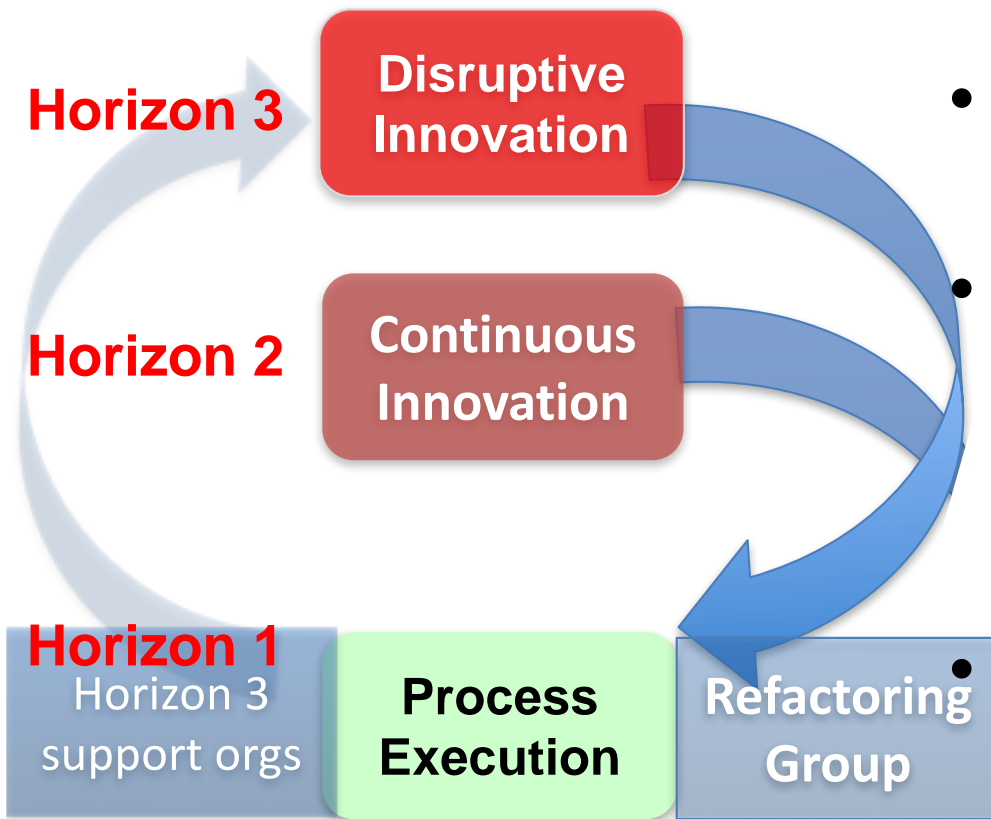 Horizon 3
Disruptive
Innovation
•
•
Horizon 2
Continuous
Innovation
Horizon 1
Horizon 3
support orgs
Process
Execution
•
Refactoring
Group